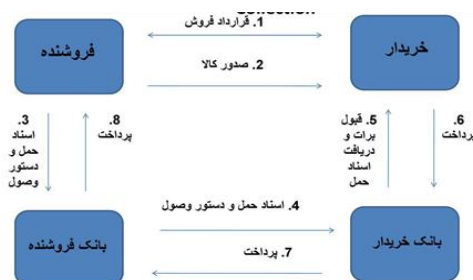 1. قرارداد فروش
فروشنده
خریدار
2. صدور کالا
3.
اسناد
حمل و
دستور
وصول
8.
پرداخت
5. قبول
برات و
دریافت
اسناد
حمل
6.
پرداخت
4. اسناد حمل و دستور وصول
بانک فروشنده
بانک خریدار
7. پرداخت